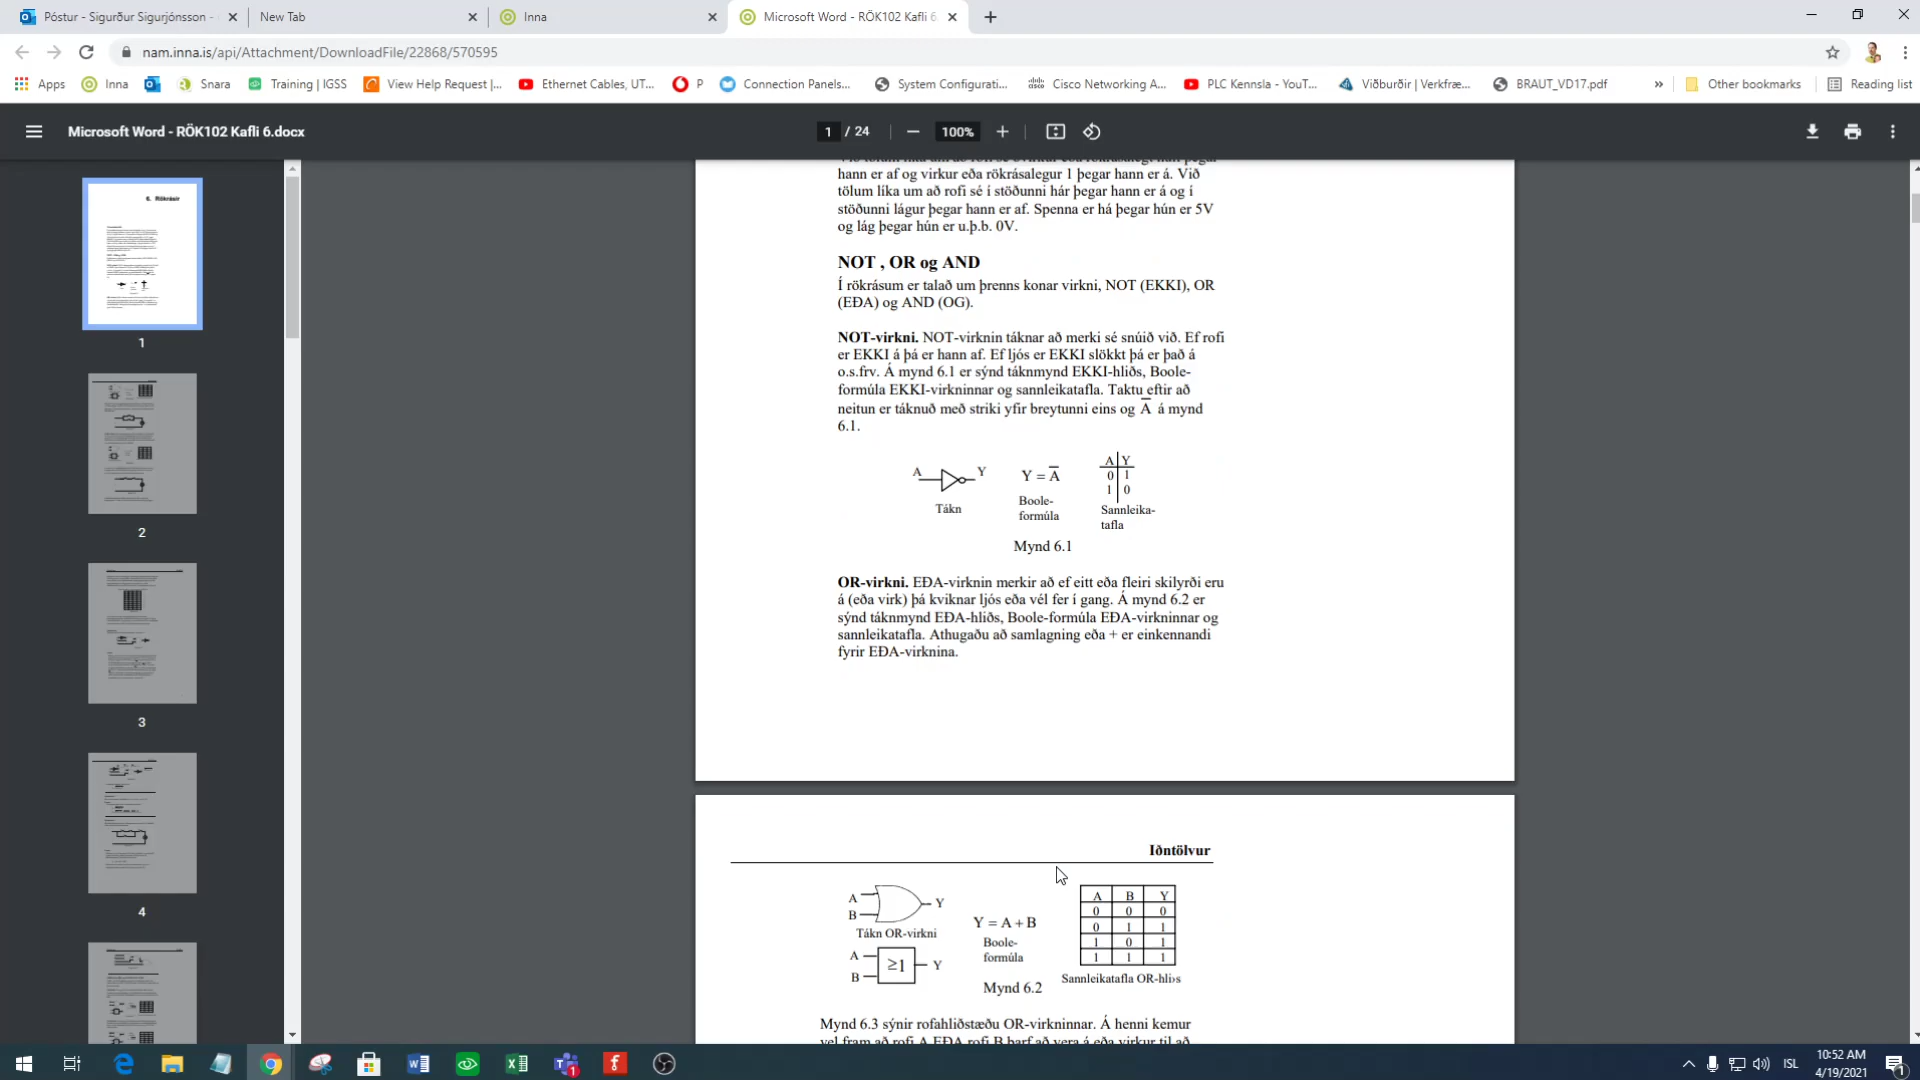 Póstur - Sigurður Sigurjónsson -
New Tab
Inna
Microsoft Word - RÖK102 Kafli 6.
nam.inna.is/api/Attachment/DownloadFile/22868/570595
Apps
Inna
Snara
Training | IGSS
View Help Request |...
Ethernet Cables, UT...
P
Connection Panels...
System Configurati...
Cisco Networking A...
PLC Kennsla - YouT...
Viðburðir | Verkfræ...
BRAUT_VD17.pdf
»
Other bookmarks
Reading list
Microsoft Word - RÖK102 Kafli 6.docx
1 / 24
100%
6. Rökrásir
1
2
3
4
hann er af og virkur eða rökrásalegur 1 þegar hann er á. Við
tölum líka um að rofi sé í stöðunni hár þegar hann er á og í
stöðunni lágur þegar hann er af. Spenna er há þegar hún er 5V
og lág þegar hún er u.þ.b. 0V.
NOT , OR og AND
Í rökrásum er talað um þrenns konar virkni, NOT (EKKI), OR
(EÐA) og AND (OG).
NOT-virkni. NOT-virknin táknar að merki sé snúið við. Ef rofi
er EKKI á þá er hann af. Ef ljós er EKKI slökkt þá er það á
o.s.frv. Á mynd 6.1 er sýnd táknmynd EKKI-hliðs, Boole-
formúla EKKI-virkninnar og sannleikatafla. Taktu eftir að
neitun er táknuð með striki yfir breytunni eins og A̅ á mynd
6.1.
A Y
Tákn
Y = A̅
Boole-
formúla
A Y
0 1
1 0
Sannleika-
tafla
Mynd 6.1
OR-virkni. EÐA-virknin merkir að ef eitt eða fleiri skilyrði eru
á (eða virk) þá kviknar ljós eða vél fer í gang. Á mynd 6.2 er
sýnd táknmynd EÐA-hliðs, Boole-formúla EÐA-virkninnar og
sannleikatafla. Athugaðu að samlagning eða + er einkennandi
fyrir EÐA-virknina.
Iðntölvur
A
B
Y
Tákn OR-virkni
A
B
≥1
Y
Y = A + B
Boole-
formúla
Mynd 6.2
A B Y
0 0 0
0 1 1
1 0 1
1 1 1
Sannleikatafla OR-hli›s
Mynd 6.3 sýnir rofahliðstæðu OR-virkninnar. Á henni kemur
vel fram að rofi A EÐA rofi B þarf að vera á eða virkur til að
ISL
10:52 AM
4/19/2021
1